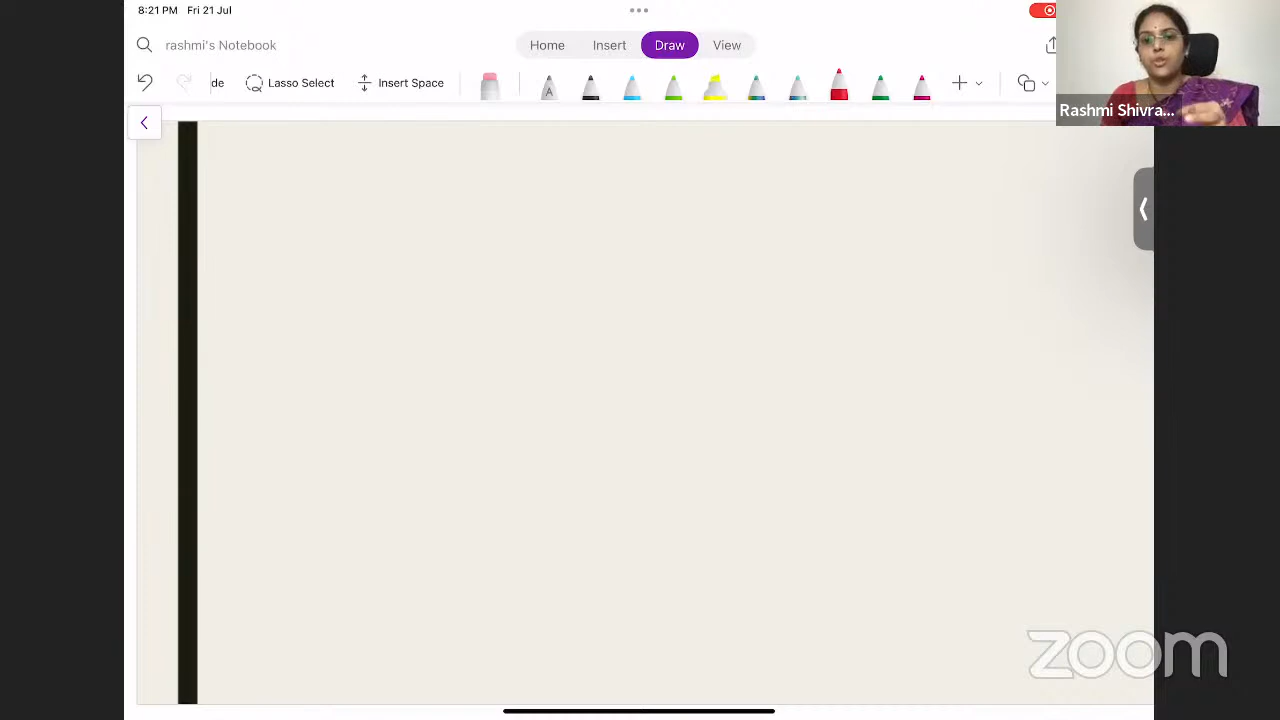 8:21 PM Fri 21 Jul
rashmi's Notebook
Home Insert Draw View
de Lasso Select Insert Space
A
Rashmi Shivra...
zoom